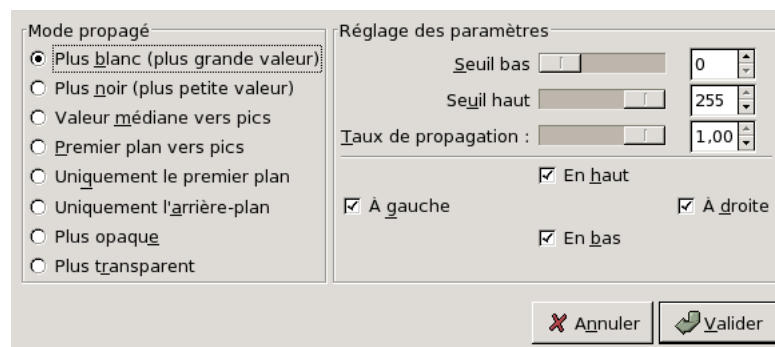 Mode propagé
Plus blanc (plus grande valeur)
Plus noir (plus petite valeur)
Valeur médiane vers pics
Premier plan vers pics
Uniquement le premier plan
Uniquement l'arrière-plan
Plus opaque
Plus transparent
Réglage des paramètres
Seuil bas 0
Seuil haut 255
Taux de propagation : 1,00
En haut
À gauche À droite
En bas
Annuler Valider